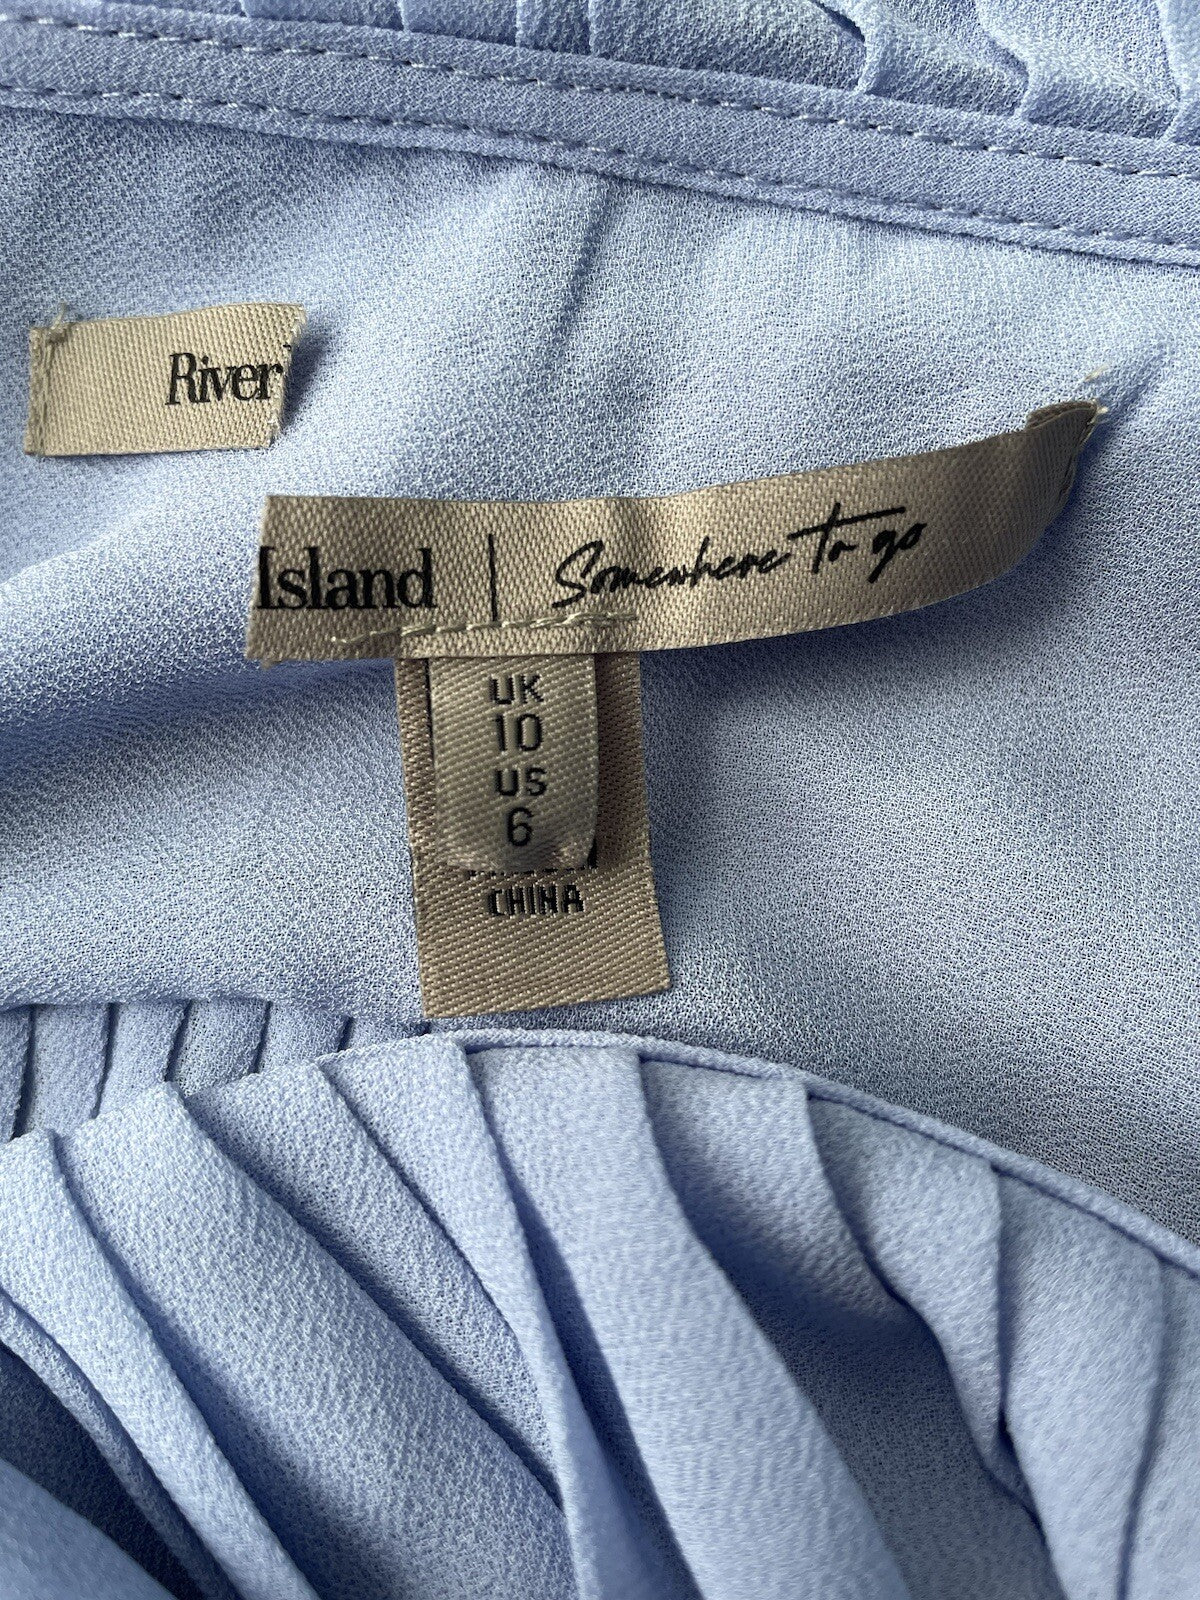 River
Island | Somewhere to go
UK
10
US
6
CHINA